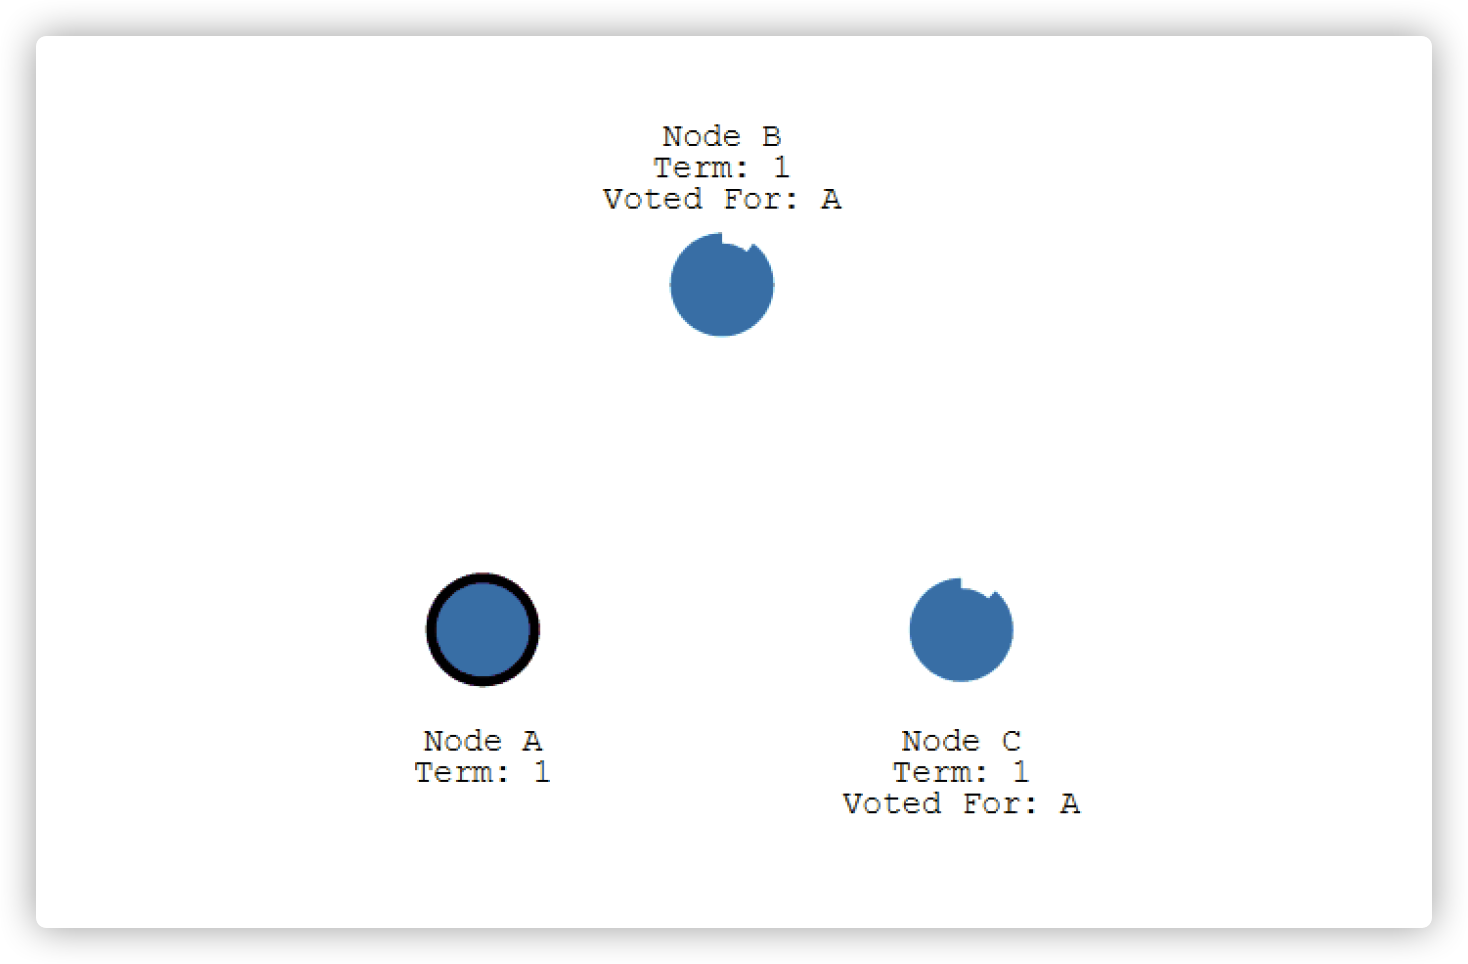 Node B
Term: 1
Voted For: A
Node A
Term: 1
Node C
Term: 1
Voted For: A